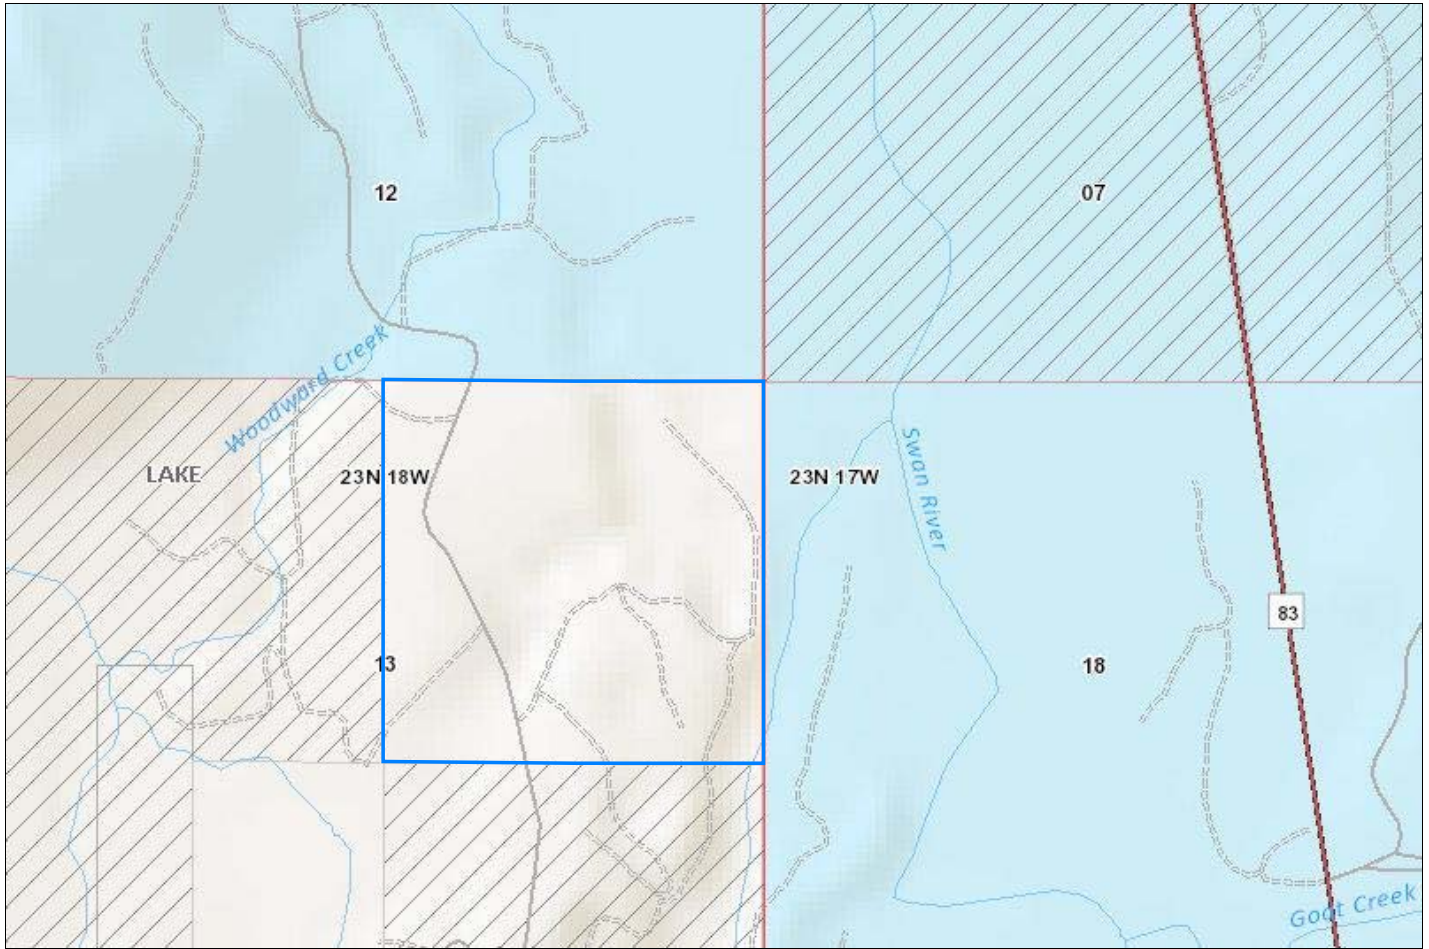 12
07
Woodward Creek
LAKE
23N 18W
23N 17W
Swan River
83
13
18
Goat Creek